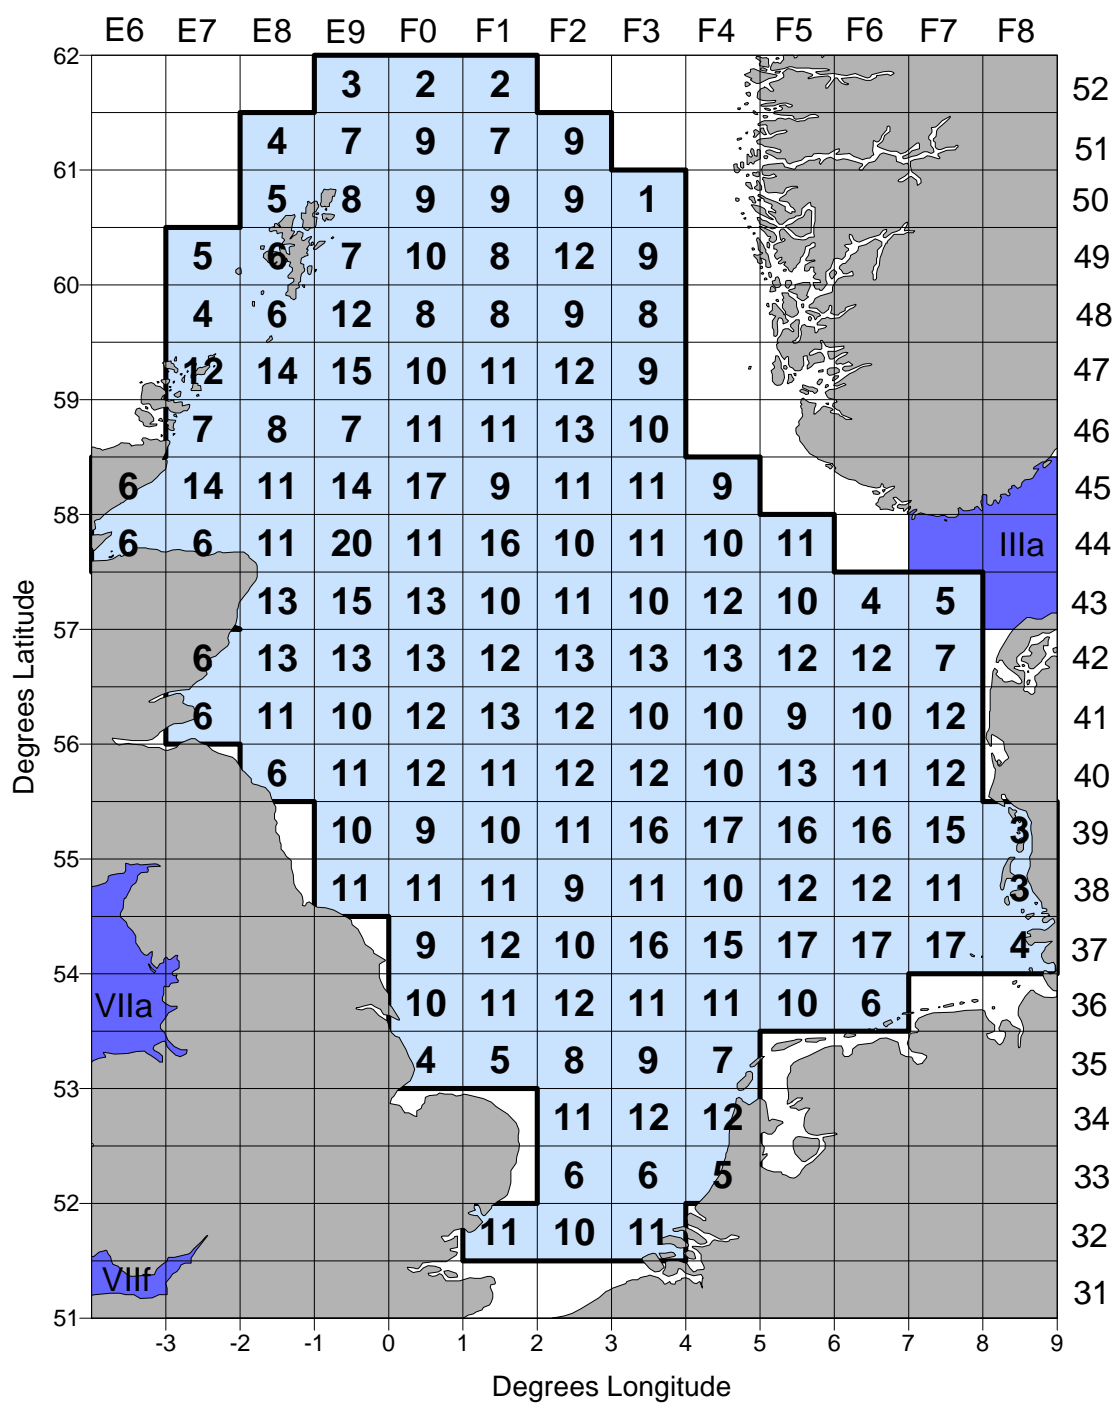 E6 E7 E8 E9 F0 F1 F2 F3 F4 F5 F6 F7 F8
62
3 2 2 52
4 7 9 7 9 51
61
5 8 9 9 9 1 50
5 6 7 10 8 12 9 49
60
4 6 12 8 8 9 8 48
12 14 15 10 11 12 9 47
59
7 8 7 11 11 13 10 46
6 14 11 14 17 9 11 11 9 45
58
6 6 11 20 11 16 10 11 10 11 IIIa 44
13 15 13 10 11 10 12 10 4 5 43
57
6 13 13 13 12 13 13 13 12 12 7 42
6 11 10 12 13 12 10 10 9 10 12 41
56
6 11 12 11 12 12 10 13 11 12 40
10 9 10 11 16 17 16 16 15 3 39
55
11 11 11 9 11 10 12 12 11 3 38
9 12 10 16 15 17 17 17 4 37
54
VIIa 10 11 12 11 11 10 6 36
4 5 8 9 7 35
53
11 12 12 34
6 6 5 33
52
11 10 11 32
VIIf 31
51
-3 -2 -1 0 1 2 3 4 5 6 7 8 9
Degrees Longitude
Degrees Latitude